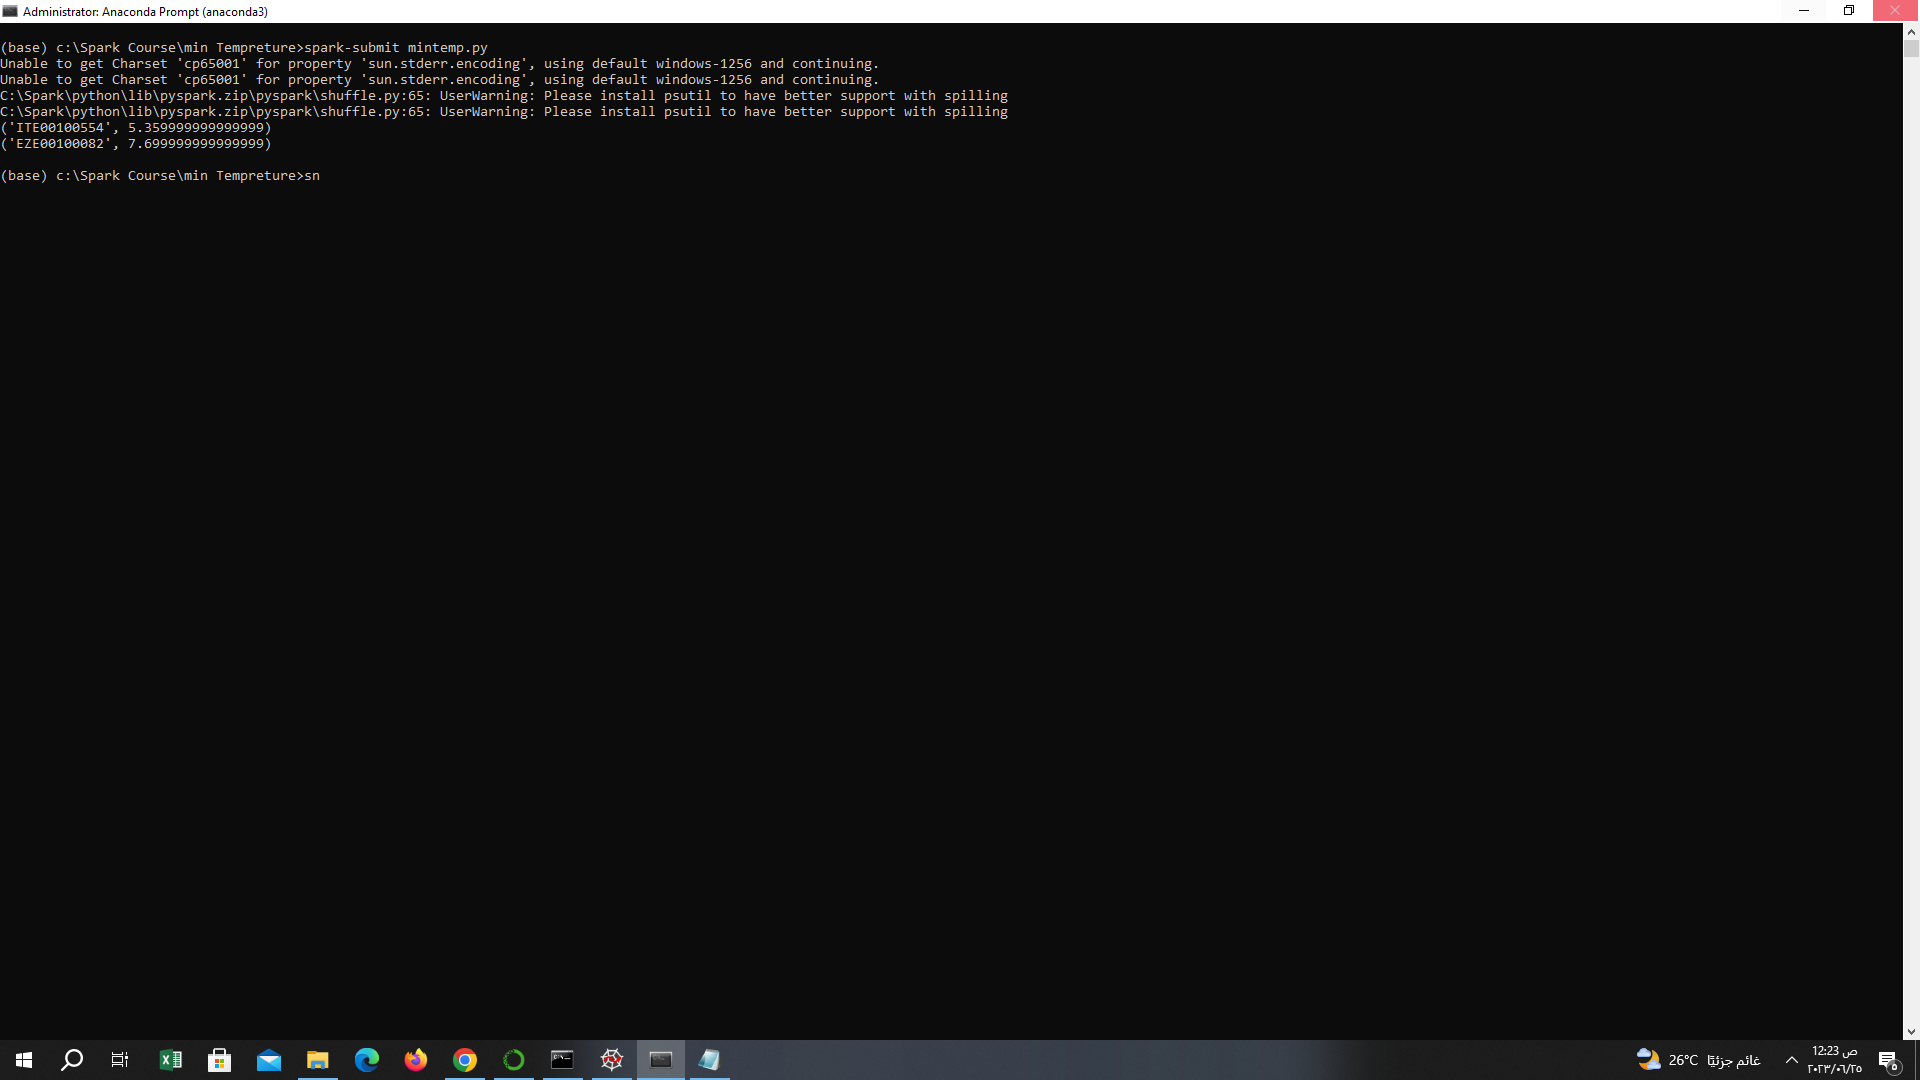 Administrator: Anaconda Prompt (anaconda3)
(base) c:\Spark Course\min Tempreture>spark-submit mintemp.py
Unable to get Charset 'cp65001' for property 'sun.stderr.encoding', using default windows-1256 and continuing.
Unable to get Charset 'cp65001' for property 'sun.stderr.encoding', using default windows-1256 and continuing.
C:\Spark\python\lib\pyspark.zip\pyspark\shuffle.py:65: UserWarning: Please install psutil to have better support with spilling
C:\Spark\python\lib\pyspark.zip\pyspark\shuffle.py:65: UserWarning: Please install psutil to have better support with spilling
('ITE00100554', 5.359999999999999)
('EZE00100082', 7.699999999999999)
(base) c:\Spark Course\min Tempreture>sn
26°C غائم جزئيًا
12:23 ص
٢٠٢٣/٠٦/٢٥
٥